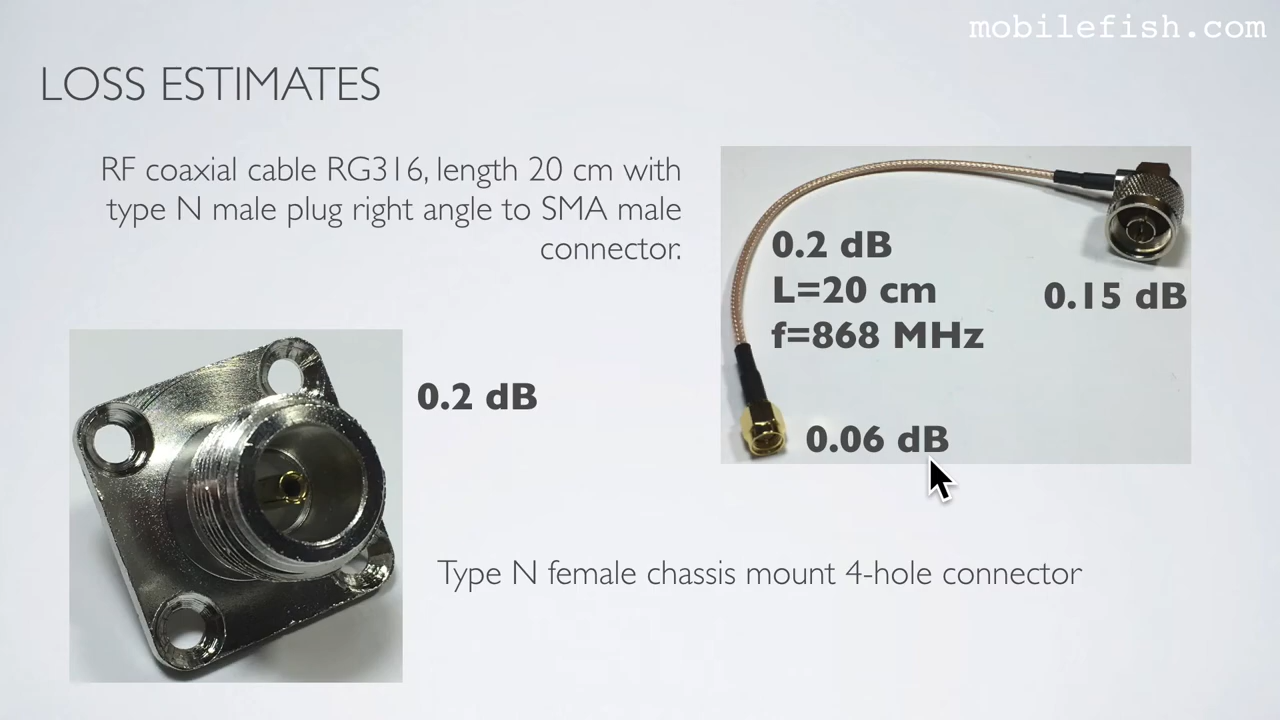 mobilefish.com
LOSS ESTIMATES
RF coaxial cable RG316, length 20 cm with
type N male plug right angle to SMA male
connector.
0.2 dB
L=20 cm
f=868 MHz
0.15 dB
0.06 dB
0.2 dB
Type N female chassis mount 4-hole connector